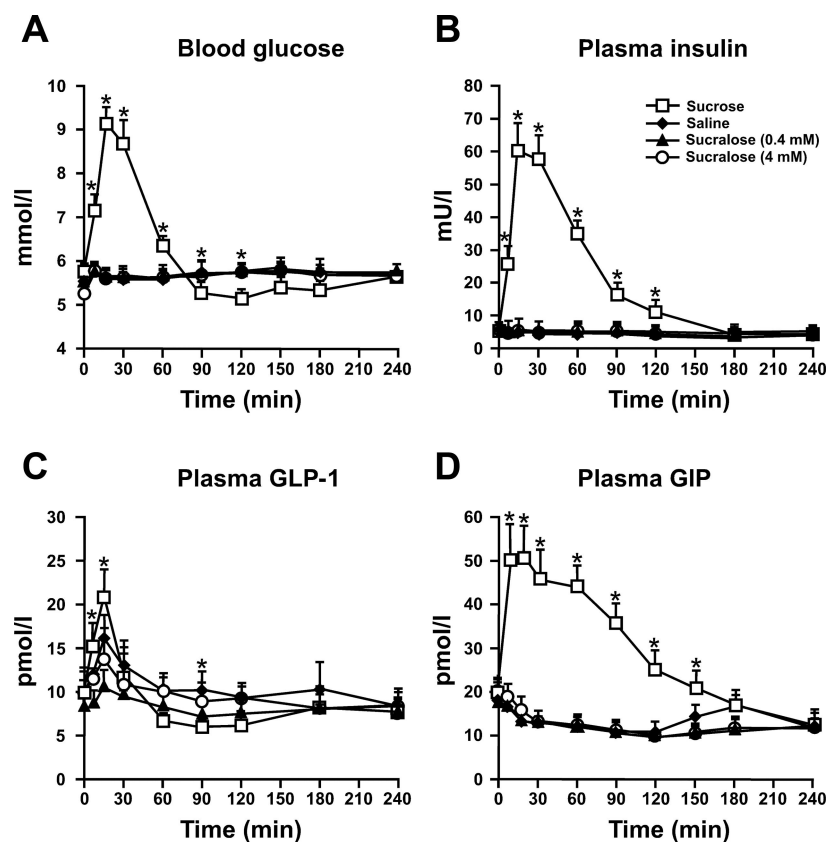 A
Blood glucose
10
9
8
7
6
5
4
mmol/l
*
*
*
*
*
*
0 30 60 90 120 150 180 210 240
Time (min)
B
Plasma insulin
80
70
60
50
40
30
20
10
0
mU/l
*
*
*
*
*
*
Sucrose
Saline
Sucralose (0.4 mM)
Sucralose (4 mM)
0 30 60 90 120 150 180 210 240
Time (min)
C
Plasma GLP-1
30
25
20
15
10
5
0
pmol/l
*
*
*
0 30 60 90 120 150 180 210 240
Time (min)
D
Plasma GIP
60
50
40
30
20
10
0
pmol/l
*
*
*
*
*
*
*
0 30 60 90 120 150 180 210 240
Time (min)